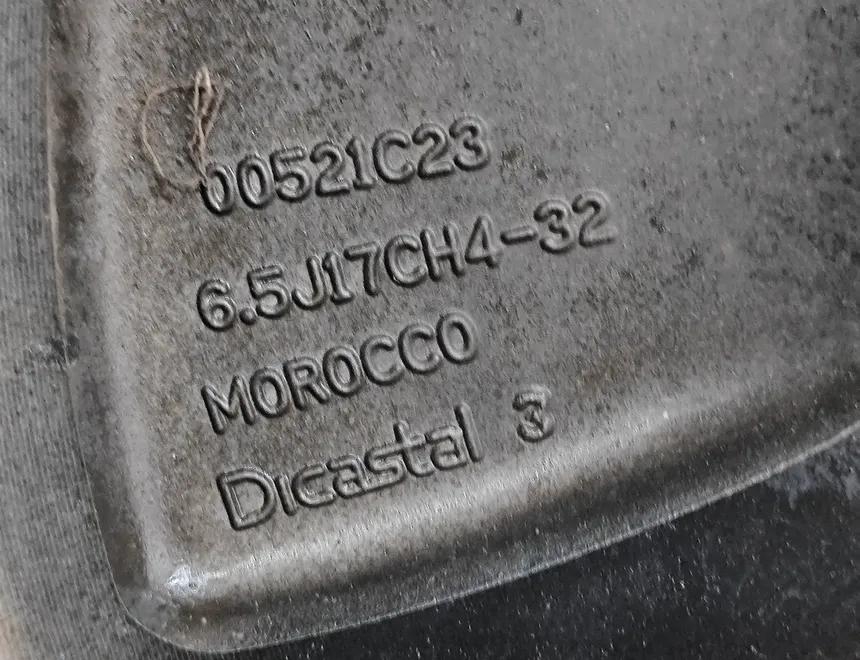 00521C23
6.5J17CH4-32
MOROCCO
Dicastal 3